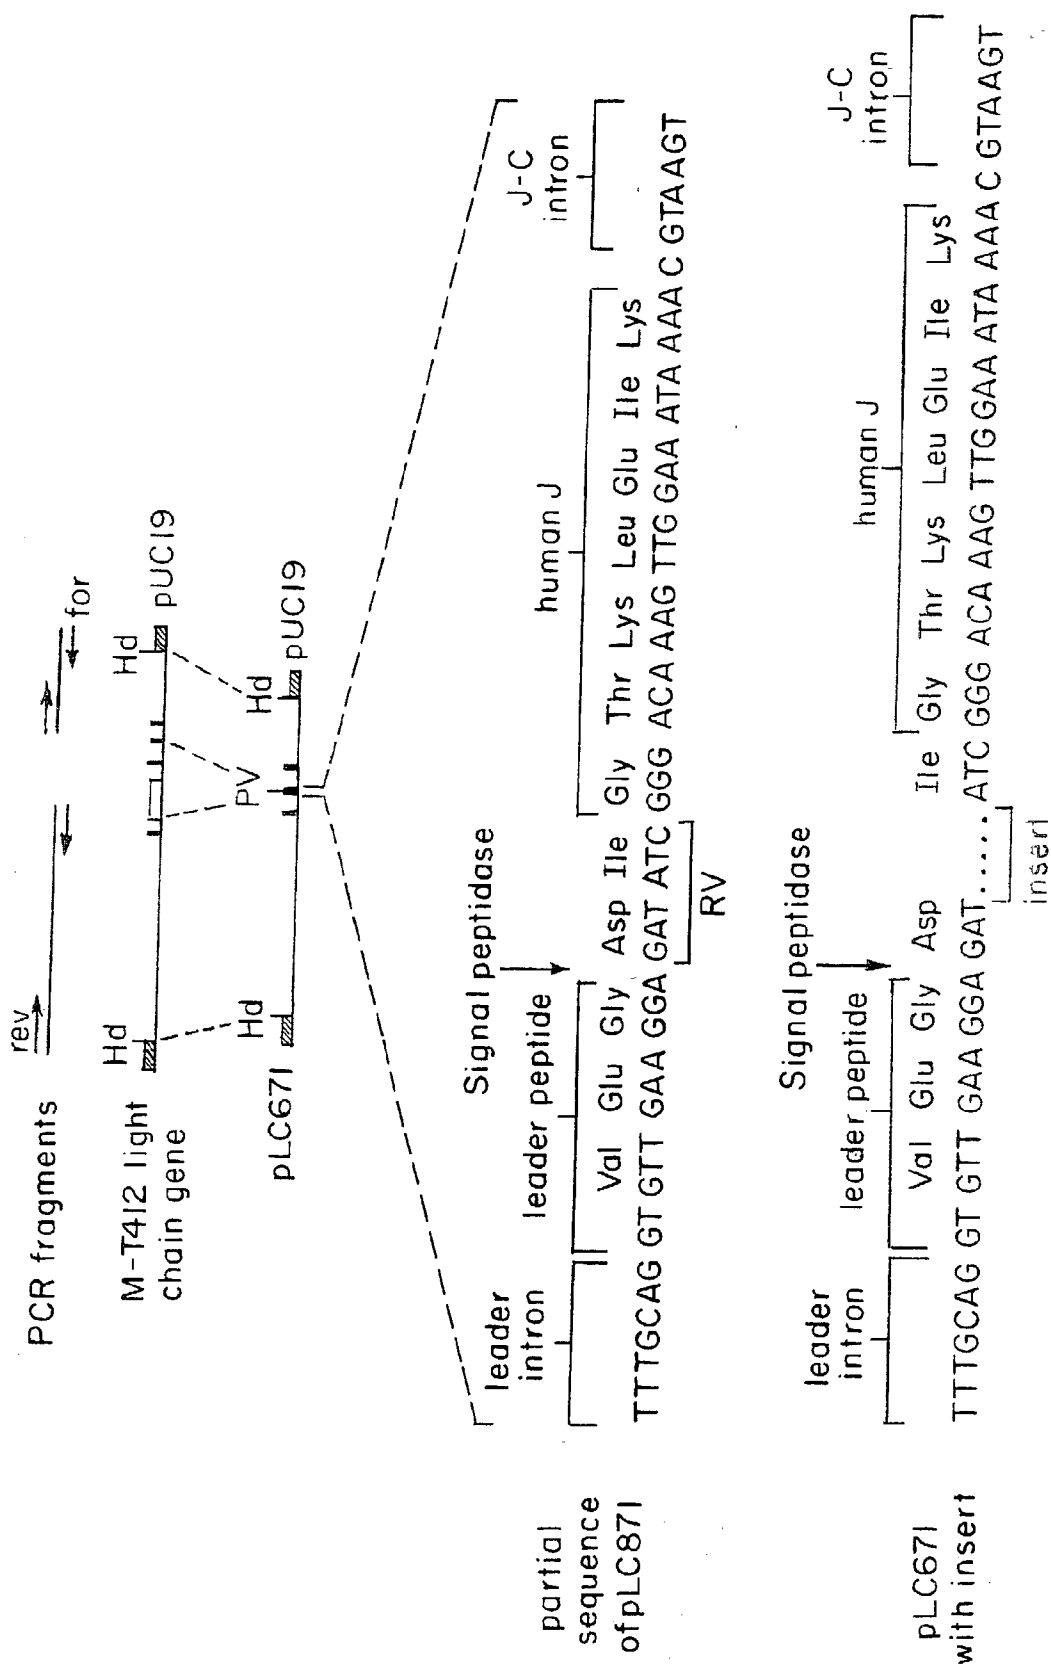 PCR fragments
rev
for
M-T412 light
chain gene
Hd
Hd
pUC19
PV
pLC671
Hd
Hd
pUC19
Signal peptidase
leader
intron
leader peptide
human J
J-C
intron
Val Glu Gly Asp Ile Gly Thr Lys Leu Glu Ile Lys
partial
sequence
of pLC871
TTTGCAG GT GTT GAA GGA GAT ATC GGG ACA AAG TTG GAA ATA AAA C GTAAGT
RV
Signal peptidase
leader
intron
leader peptide
human J
J-C
intron
Val Glu Gly Asp Ile Gly Thr Lys Leu Glu Ile Lys
pLC671
with insert
TTTGCAG GT GTT GAA GGA GAT ..... ATC GGG ACA AAG TTG GAA ATA AAA C GTAAGT
insert